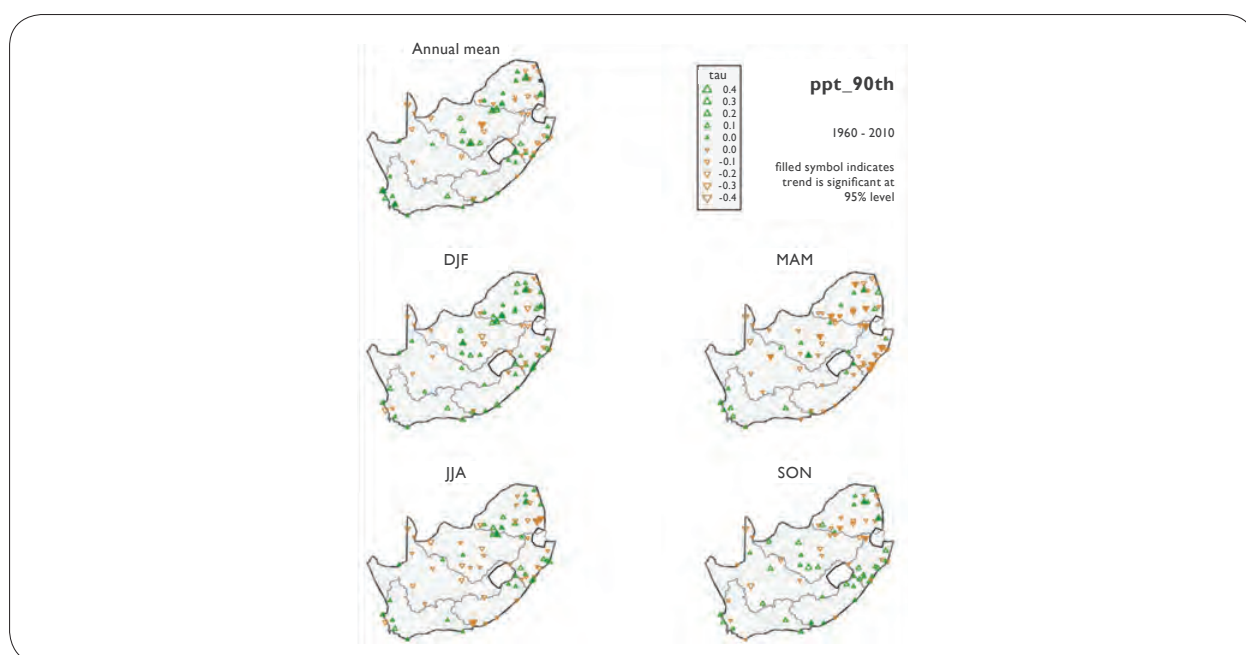 Annual mean
tau
0.4
0.3
0.2
0.1
0.0
0.0
-0.1
-0.2
-0.3
-0.4
ppt_90th
1960 - 2010
filled symbol indicates
trend is significant at
95% level
DJF
MAM
JJA
SON